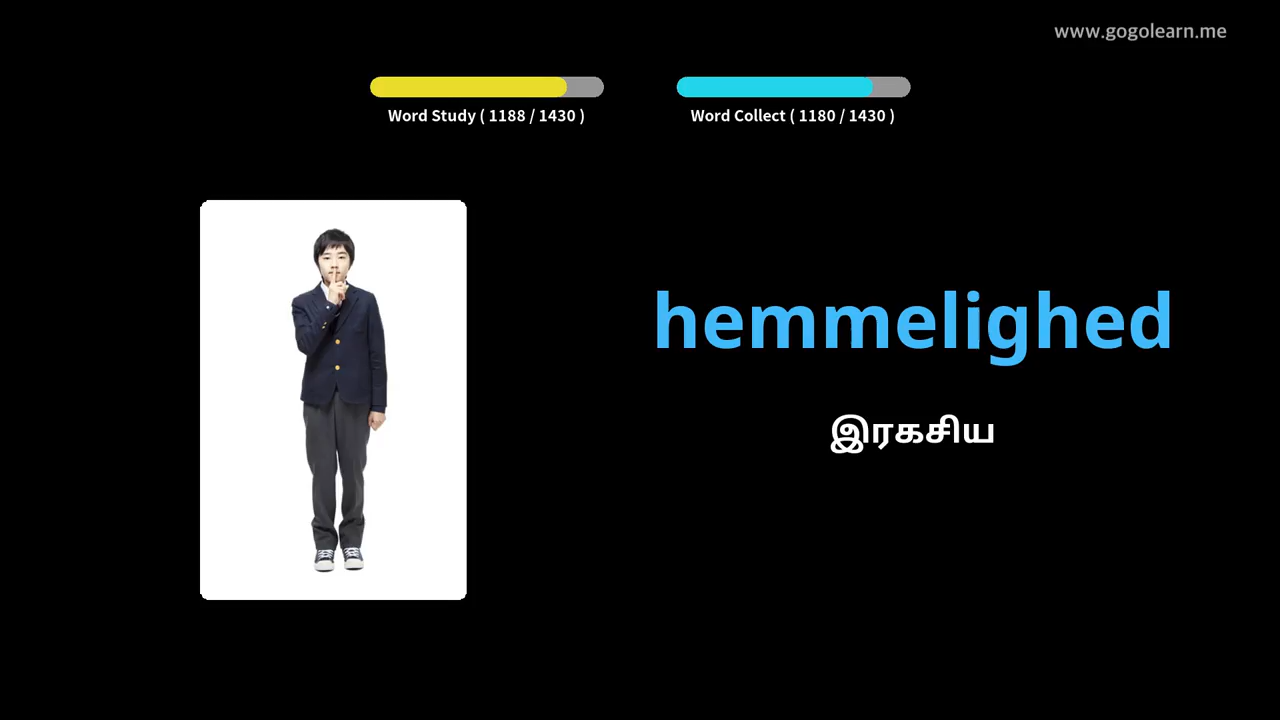 www.gogolearn.me
Word Study ( 1188 / 1430 )
Word Collect ( 1180 / 1430 )
hemmelighed
இரகசிய